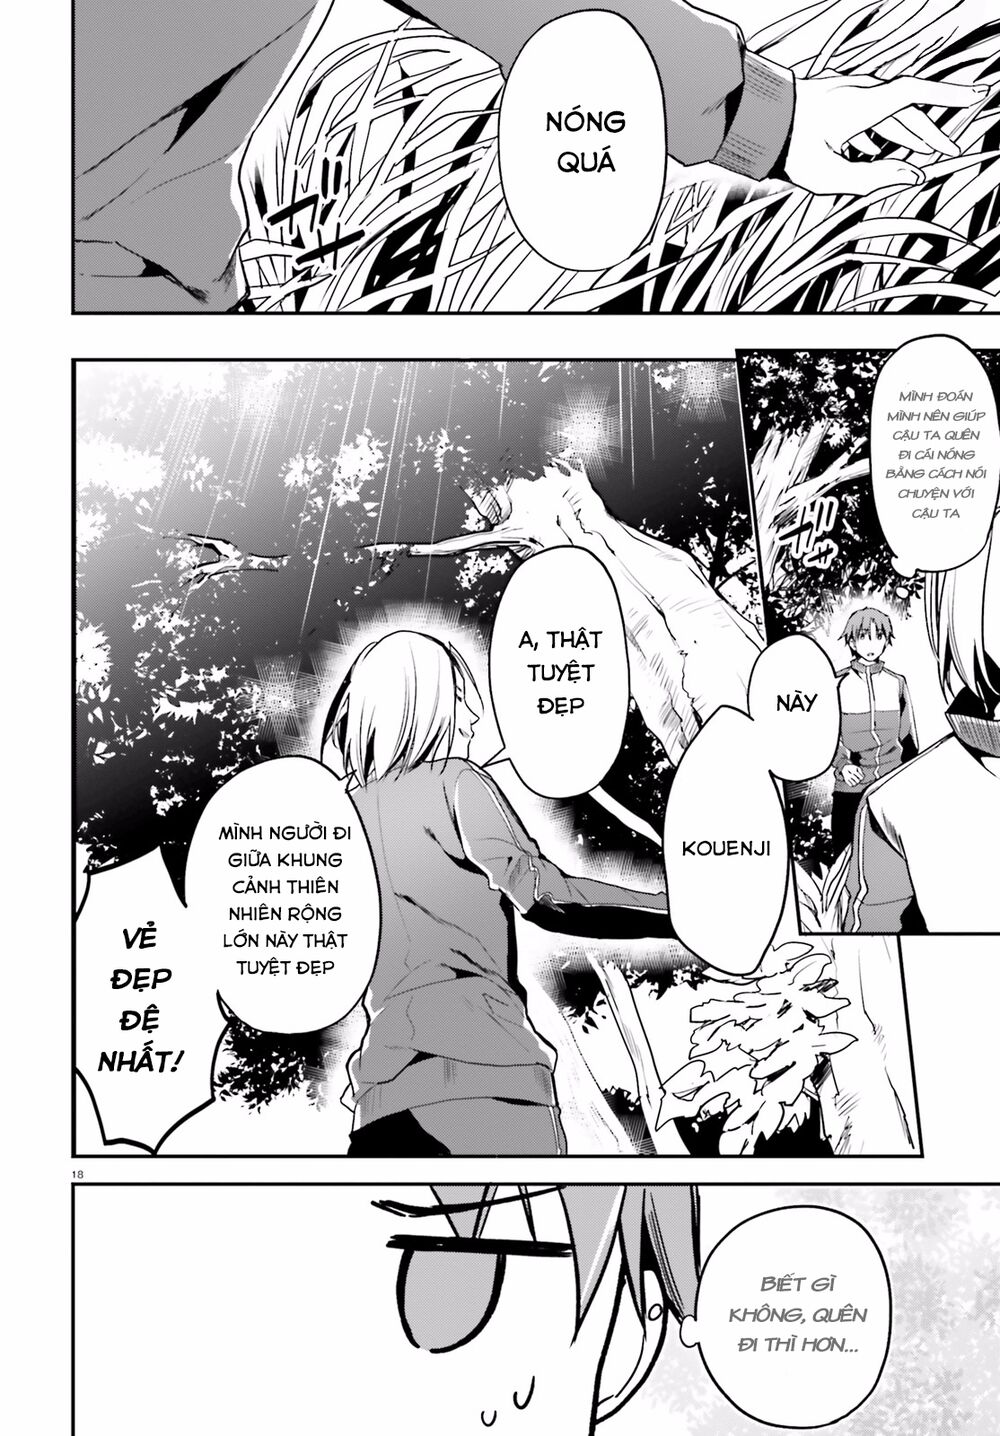 NÓNG
QUÁ
MÌNH ĐOÁN
MÌNH NÊN GIÚP
CẬU TA QUÊN
ĐI CÁI NÓNG
BẰNG CÁCH NÓI
CHUYỆN VỚI
CẬU TA
NÀY
KOUENJI
A, THẬT
TUYỆT
ĐẸP
MÌNH NGƯỜI ĐI
GIỮA KHUNG
CẢNH THIÊN
NHIÊN RỘNG
LỚN NÀY THẬT
TUYỆT ĐẸP
VẺ
ĐẸP
ĐỆ
NHẤT!
18
BIẾT GÌ
KHÔNG, QUÊN
ĐI THÌ HƠN...